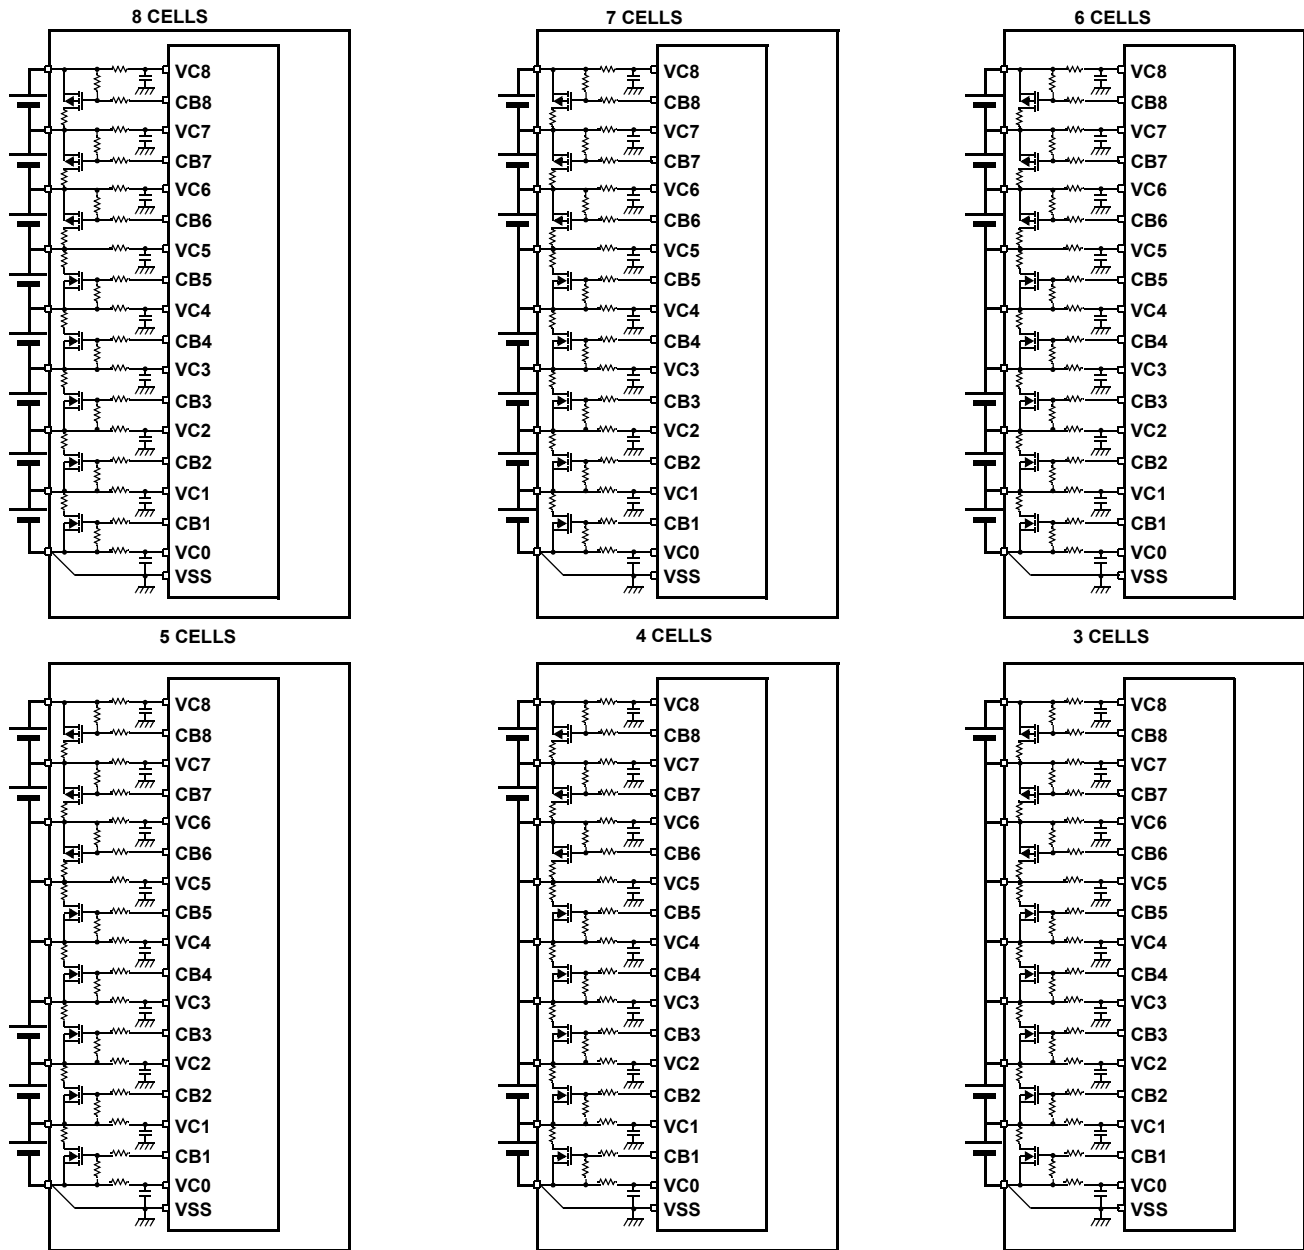 8 CELLS
VC8
CB8
VC7
CB7
VC6
CB6
VC5
CB5
VC4
CB4
VC3
CB3
VC2
CB2
VC1
CB1
VC0
VSS
7 CELLS
VC8
CB8
VC7
CB7
VC6
CB6
VC5
CB5
VC4
CB4
VC3
CB3
VC2
CB2
VC1
CB1
VC0
VSS
6 CELLS
VC8
CB8
VC7
CB7
VC6
CB6
VC5
CB5
VC4
CB4
VC3
CB3
VC2
CB2
VC1
CB1
VC0
VSS
5 CELLS
VC8
CB8
VC7
CB7
VC6
CB6
VC5
CB5
VC4
CB4
VC3
CB3
VC2
CB2
VC1
CB1
VC0
VSS
4 CELLS
VC8
CB8
VC7
CB7
VC6
CB6
VC5
CB5
VC4
CB4
VC3
CB3
VC2
CB2
VC1
CB1
VC0
VSS
3 CELLS
VC8
CB8
VC7
CB7
VC6
CB6
VC5
CB5
VC4
CB4
VC3
CB3
VC2
CB2
VC1
CB1
VC0
VSS